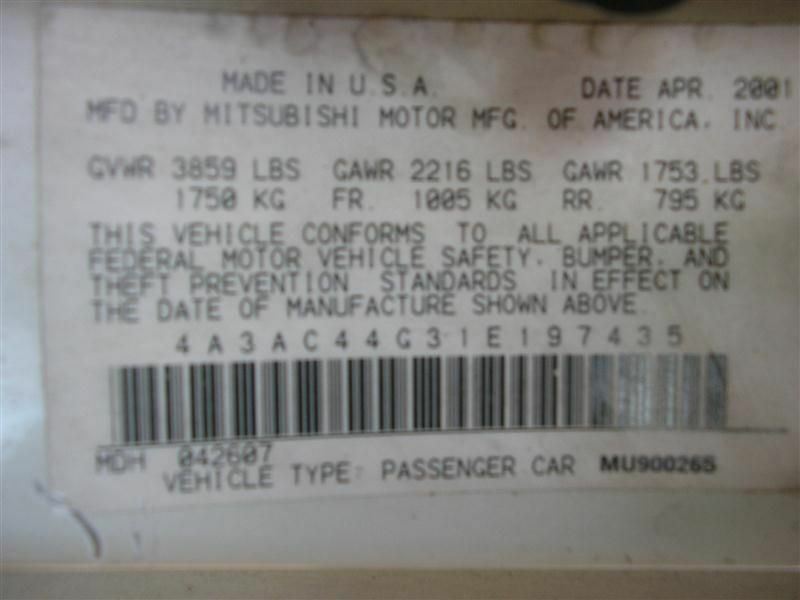 MADE IN U.S.A. DATE APR. 2001
MFD BY MITSUBISHI MOTOR MFG. OF AMERICA, INC
GVWR 3859 LBS GAWR 2216 LBS GAWR 1753 LBS
1750 KG FR. 1005 KG RR. 795 KG
THIS VEHICLE CONFORMS TO ALL APPLICABLE
FEDERAL MOTOR VEHICLE SAFETY, BUMPER, AND
THEFT PREVENTION STANDARDS IN EFFECT ON
THE DATE OF MANUFACTURE SHOWN ABOVE.
4A3AC44G31E197435
MDH 042607
VEHICLE TYPE: PASSENGER CAR MU900265